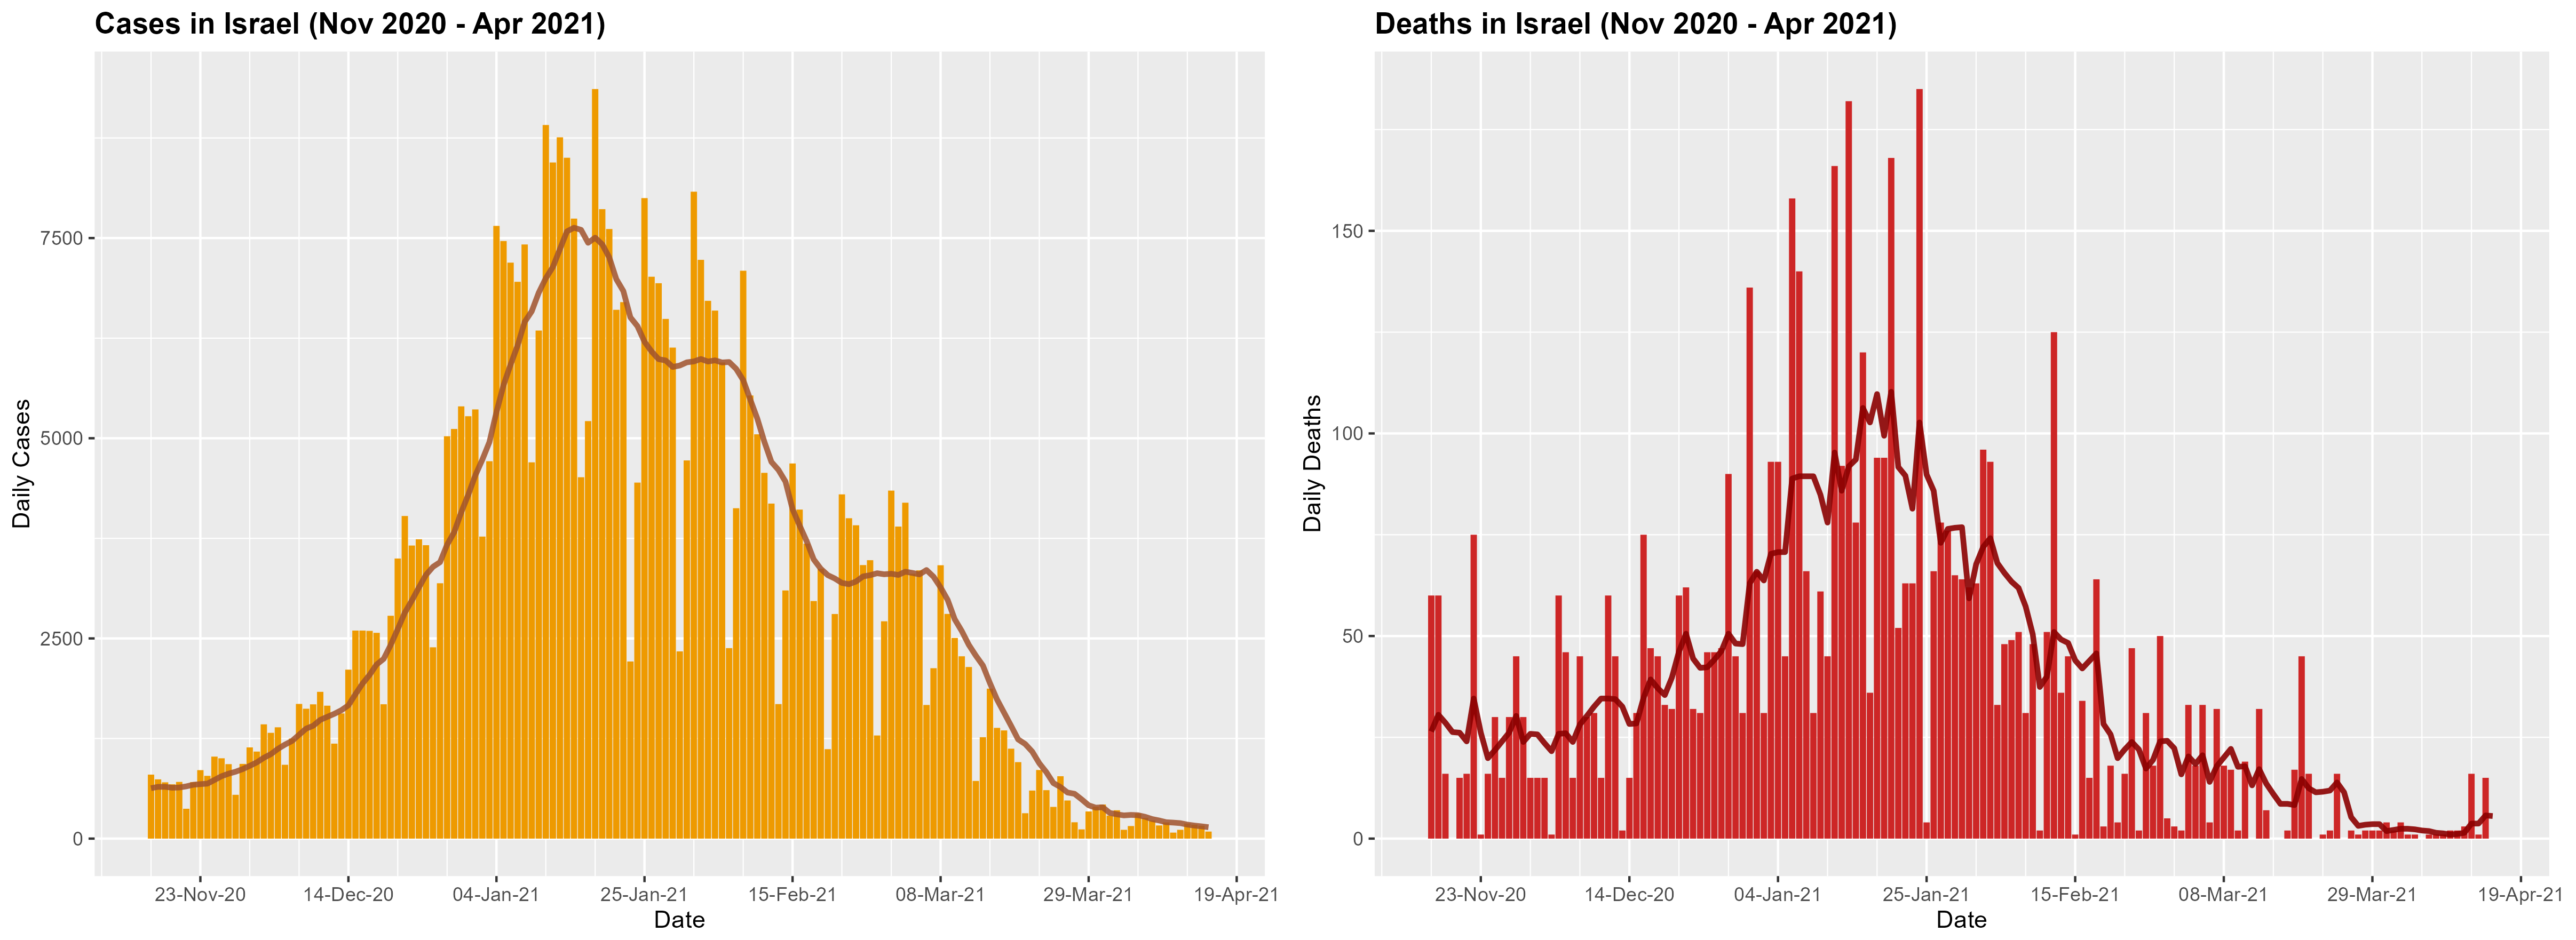 Cases in Israel (Nov 2020 - Apr 2021)
Daily Cases
7500
5000
2500
0
23-Nov-20 14-Dec-20 04-Jan-21 25-Jan-21 15-Feb-21 08-Mar-21 29-Mar-21 19-Apr-21
Date
Deaths in Israel (Nov 2020 - Apr 2021)
Daily Deaths
150
100
50
0
23-Nov-20 14-Dec-20 04-Jan-21 25-Jan-21 15-Feb-21 08-Mar-21 29-Mar-21 19-Apr-21
Date